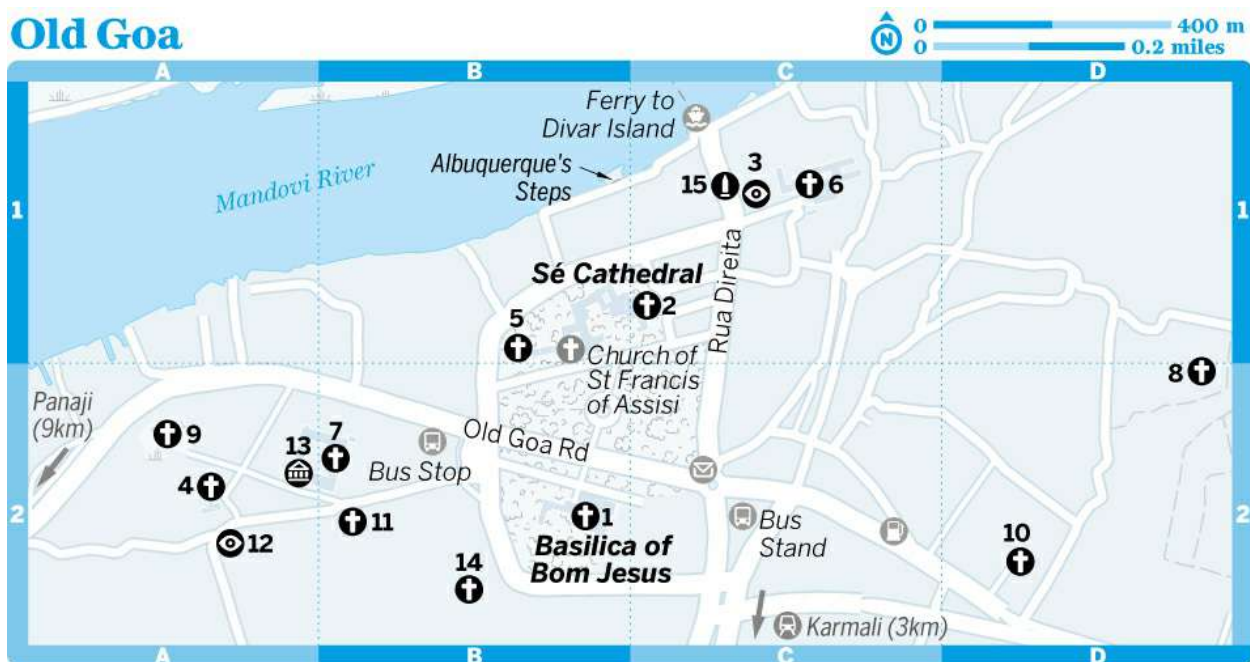 Old Goa
N
0 400 m
0 0.2 miles
A B C D
1 1
2 2
Mandovi River
Ferry to
Divar Island
Albuquerque's
Steps
15
3
6
Sé Cathedral
2
Rua Direita
5
Church of
St Francis
of Assisi
8
Panaji
(9km)
9
13
7
4
Bus Stop
Old Goa Rd
11
12
14
1
Basilica of
Bom Jesus
Bus
Stand
10
Karmali (3km)
A B C D